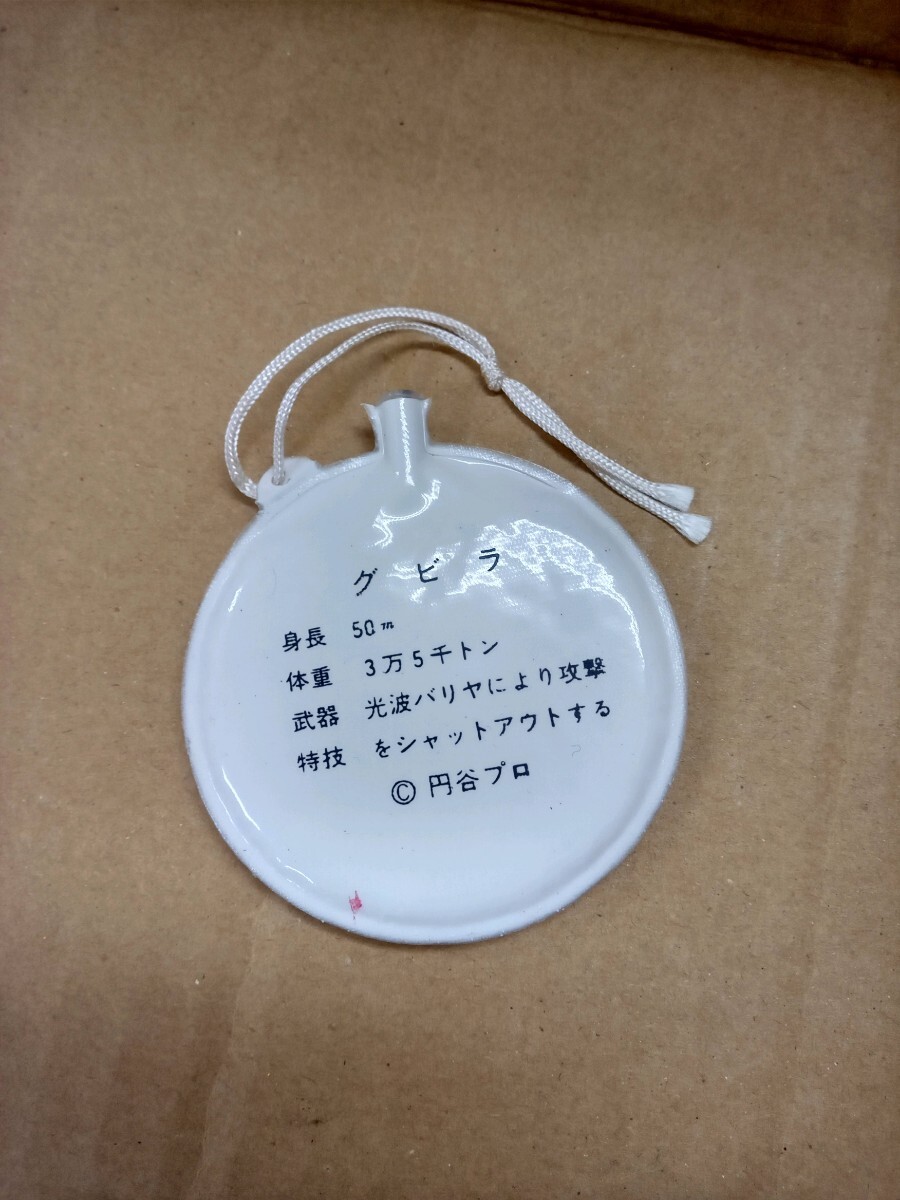 グビラ
身長 50m
体重 3万5千トン
武器 光波バリヤにより攻撃
特技 をシャットアウトする
© 円谷プロ